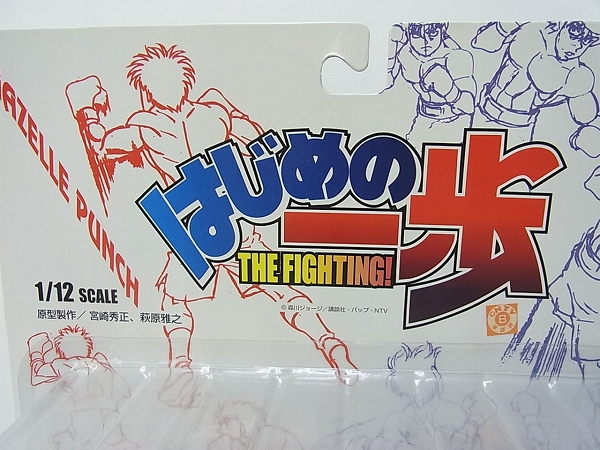 GAZELLE PUNCH
はじめの一歩
THE FIGHTING!
1/12 SCALE
原型製作/ 宮崎秀正、萩原雅之
©森川ジョージ/講談社・バップ・NTV